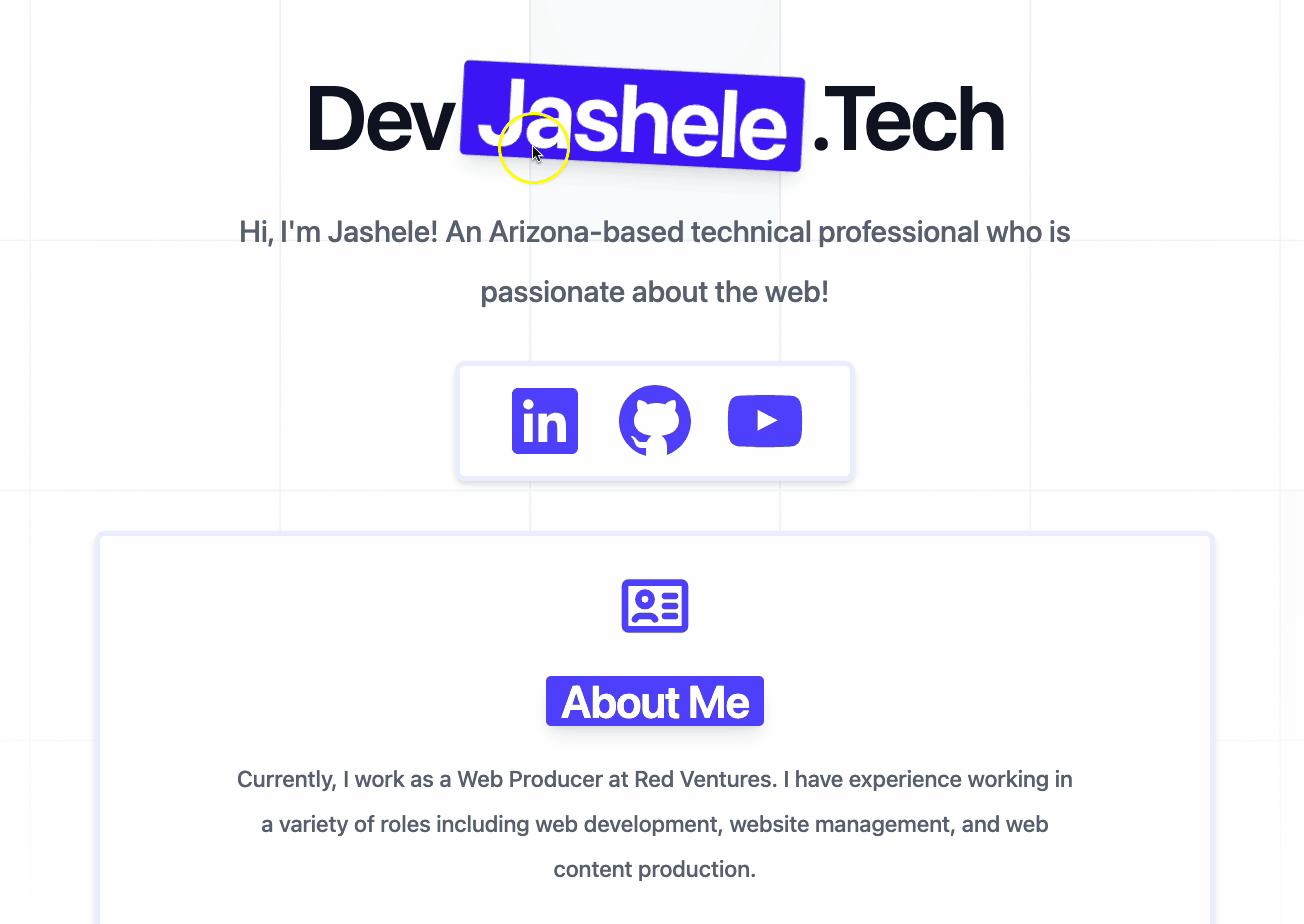 Dev Jashele .Tech
Hi, I'm Jashele! An Arizona-based technical professional who is
passionate about the web!
in
About Me
Currently, I work as a Web Producer at Red Ventures. I have experience working in
a variety of roles including web development, website management, and web
content production.